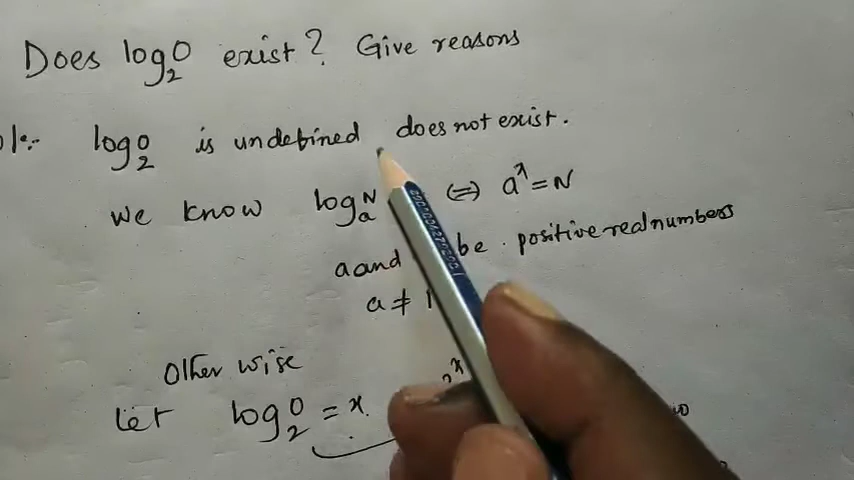 Does log₂0 exist? Give reasons
log₂0 is undefined does not exist.
we know logₐN ⇔ aˣ = N
a and be positive real numbers
a ≠ 1
Other wise
Let log₂0 = x